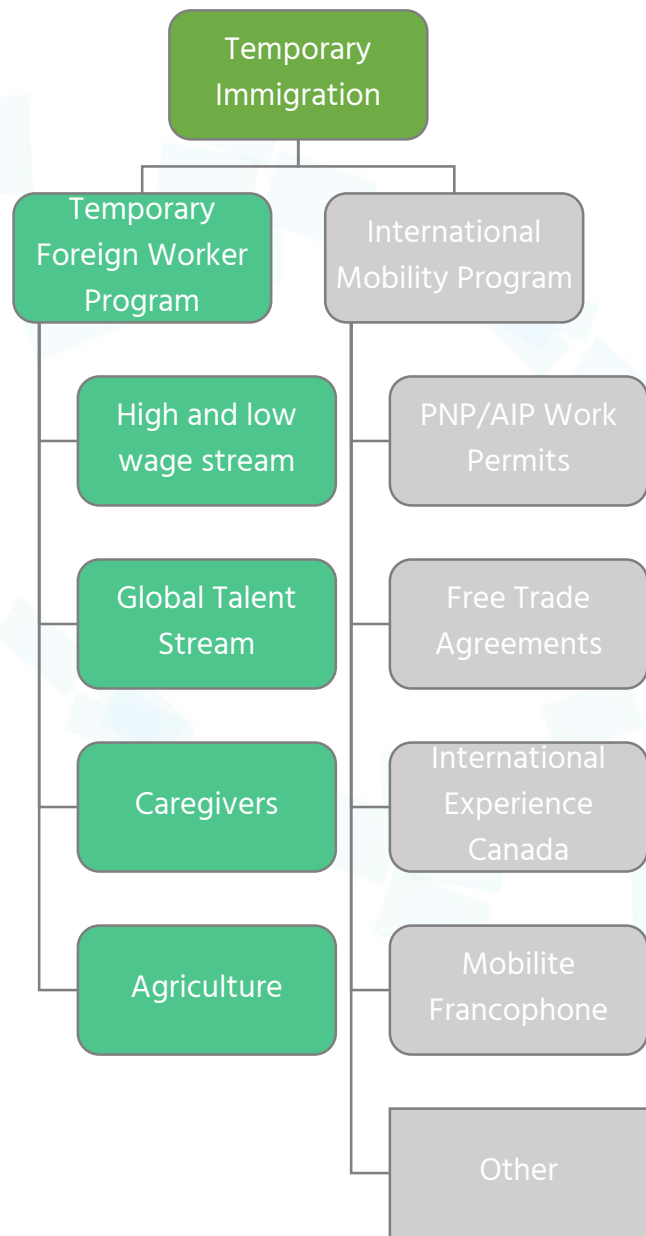 Temporary
Immigration
Temporary
Foreign Worker
Program
International
Mobility Program
High and low
wage stream
PNP/AIP Work
Permits
Global Talent
Stream
Free Trade
Agreements
Caregivers
International
Experience
Canada
Agriculture
Mobilite
Francophone
Other